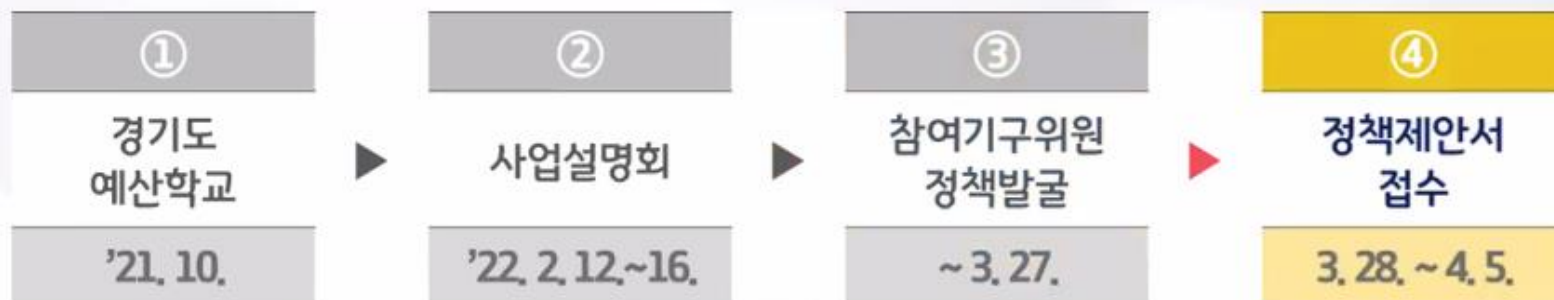 ①
경기도
예산학교
'21. 10.
▶
②
사업설명회
'22. 2. 12.~16.
▶
③
참여기구위원
정책발굴
~ 3. 27.
▶
④
정책제안서
접수
3. 28. ~ 4. 5.